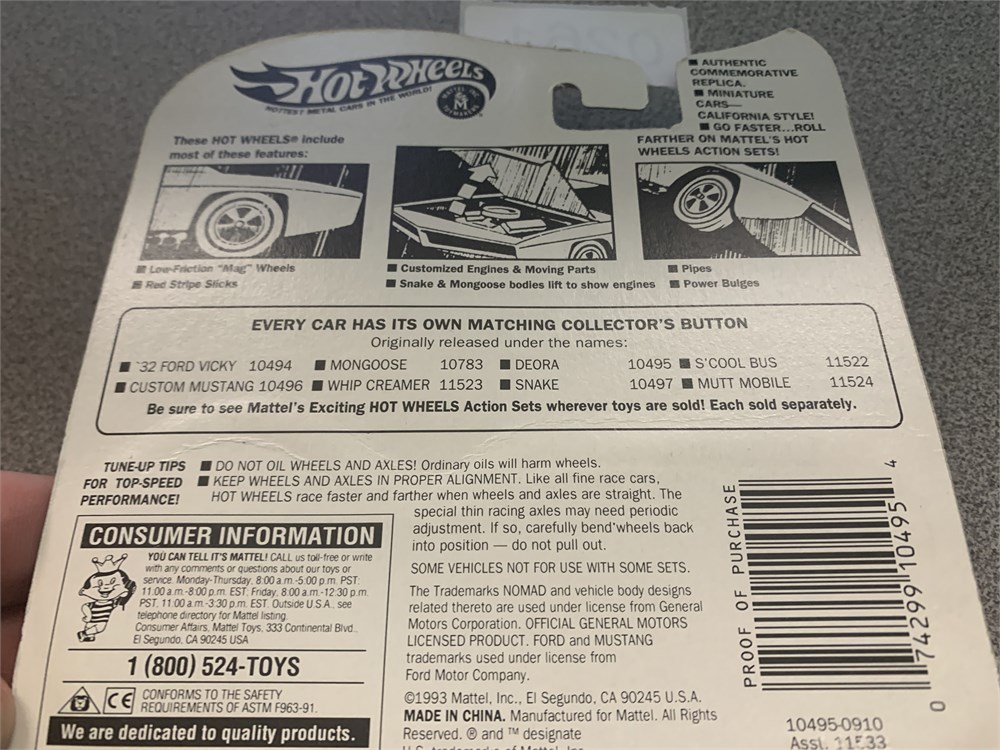 HOT WHEELS
HOTTEST METAL CARS IN THE WORLD!
MATTEL, INC.
M
■ AUTHENTIC
COMMEMORATIVE
REPLICA.
■ MINIATURE
CARS—
CALIFORNIA STYLE!
■ GO FASTER...ROLL
FARTHER ON MATTEL'S HOT
WHEELS ACTION SETS!
These HOT WHEELS® include
most of these features:
■ Low-Friction "Mag" Wheels
■ Red Stripe Slicks
■ Customized Engines & Moving Parts
■ Snake & Mongoose bodies lift to show engines
■ Pipes
■ Power Bulges
EVERY CAR HAS ITS OWN MATCHING COLLECTOR'S BUTTON
Originally released under the names:
■ '32 FORD VICKY 10494 ■ MONGOOSE 10783 ■ DEORA 10495 ■ S'COOL BUS 11522
■ CUSTOM MUSTANG 10496 ■ WHIP CREAMER 11523 ■ SNAKE 10497 ■ MUTT MOBILE 11524
Be sure to see Mattel's Exciting HOT WHEELS Action Sets wherever toys are sold! Each sold separately.
TUNE-UP TIPS
FOR TOP-SPEED
PERFORMANCE!
■ DO NOT OIL WHEELS AND AXLES! Ordinary oils will harm wheels.
■ KEEP WHEELS AND AXLES IN PROPER ALIGNMENT. Like all fine race cars,
HOT WHEELS race faster and farther when wheels and axles are straight. The
special thin racing axles may need periodic
adjustment. If so, carefully bend wheels back
into position — do not pull out.
SOME VEHICLES NOT FOR USE WITH SOME SETS.
The Trademarks NOMAD and vehicle body designs
related thereto are used under license from General
Motors Corporation. OFFICIAL GENERAL MOTORS
LICENSED PRODUCT. FORD and MUSTANG
trademarks used under license from
Ford Motor Company.
©1993 Mattel, Inc., El Segundo, CA 90245 U.S.A.
MADE IN CHINA. Manufactured for Mattel. All Rights
Reserved. ® and ™ designate
U.S. trademarks of Mattel, Inc.
CONSUMER INFORMATION
YOU CAN TELL IT'S MATTEL! CALL us toll-free or write
with any comments or questions about our toys or
service. Monday-Thursday, 8:00 a.m.-5:00 p.m. PST:
11:00 a.m.-8:00 p.m. EST; Friday, 8:00 a.m.-12:30 p.m.
PST, 11:00 a.m.-3:30 p.m. EST. Outside U.S.A., see
telephone directory for Mattel listing.
Consumer Affairs, Mattel Toys, 333 Continental Blvd.,
El Segundo, CA 90245 USA
1 (800) 524-TOYS
CE
CONFORMS TO THE SAFETY
REQUIREMENTS OF ASTM F963-91.
We are dedicated to quality products.
PROOF OF PURCHASE
0 74299 10495 4
10495-0910
Asst. 11533